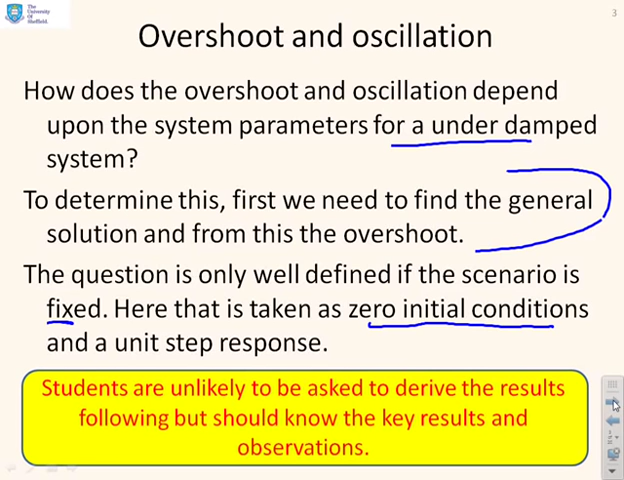 The
University
Of
Sheffield.
3
Overshoot and oscillation
How does the overshoot and oscillation depend
upon the system parameters for a under damped
system?
To determine this, first we need to find the general
solution and from this the overshoot.
The question is only well defined if the scenario is
fixed. Here that is taken as zero initial conditions
and a unit step response.
Students are unlikely to be asked to derive the results
following but should know the key results and
observations.